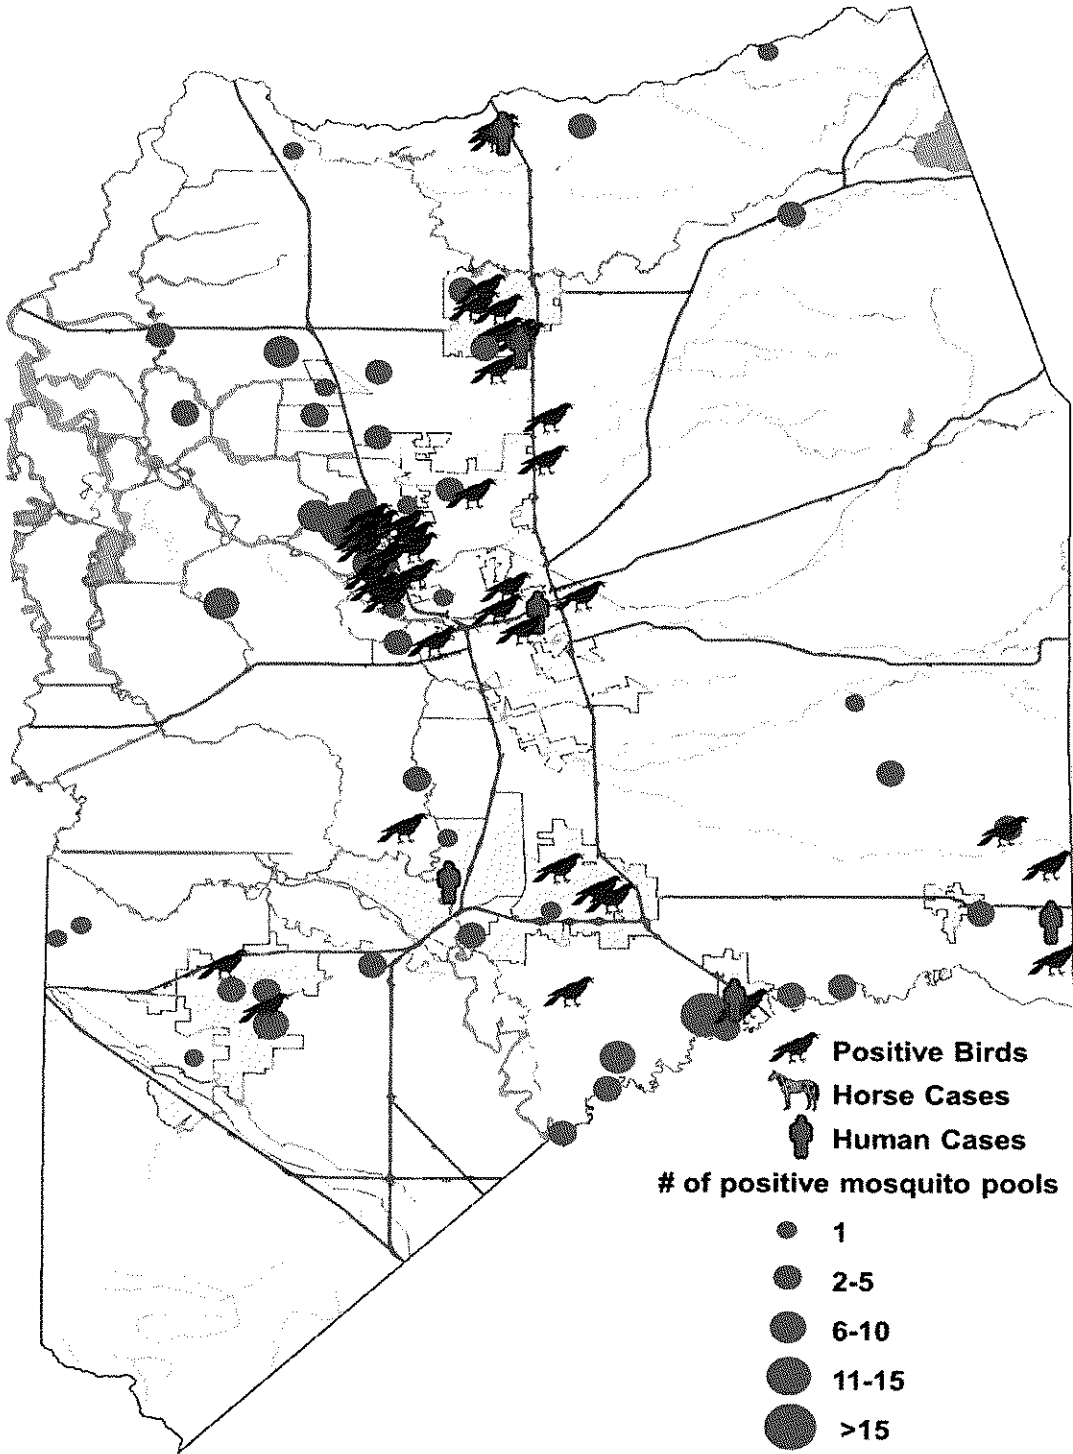 Positive Birds
Horse Cases
Human Cases
# of positive mosquito pools
1
2-5
6-10
11-15
>15